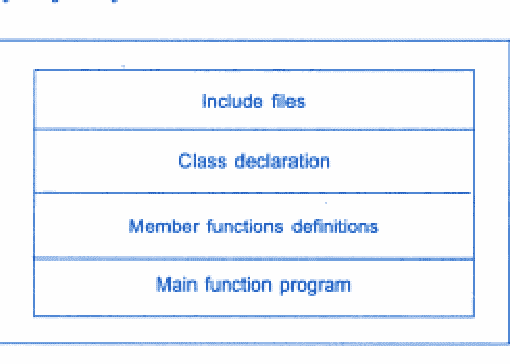 Include files
Class declaration
Member functions definitions
Main function program